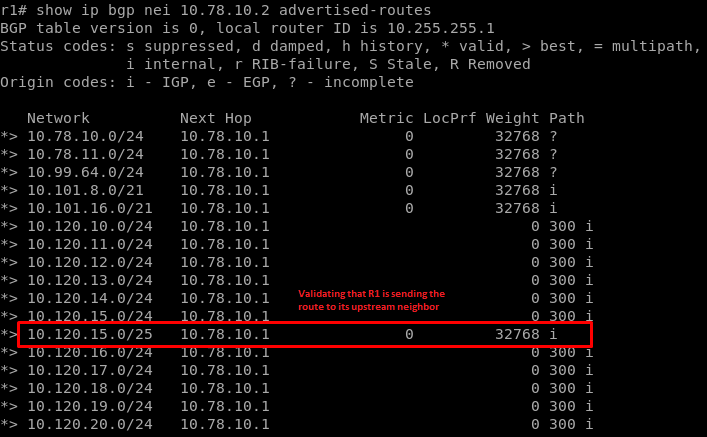 r1# show ip bgp nei 10.78.10.2 advertised-routes
BGP table version is 0, local router ID is 10.255.255.1
Status codes: s suppressed, d damped, h history, * valid, > best, = multipath,
i internal, r RIB-failure, S Stale, R Removed
Origin codes: i - IGP, e - EGP, ? - incomplete
Network Next Hop Metric LocPrf Weight Path
*> 10.78.10.0/24 10.78.10.1 0 32768 ?
*> 10.78.11.0/24 10.78.10.1 0 32768 ?
*> 10.99.64.0/24 10.78.10.1 0 32768 ?
*> 10.101.8.0/21 10.78.10.1 0 32768 i
*> 10.101.16.0/21 10.78.10.1 0 32768 i
*> 10.120.10.0/24 10.78.10.1 0 300 i
*> 10.120.11.0/24 10.78.10.1 0 300 i
*> 10.120.12.0/24 10.78.10.1 0 300 i
*> 10.120.13.0/24 10.78.10.1 0 300 i
*> 10.120.14.0/24 10.78.10.1 0 300 i
Validating that R1 is sending the
route to its upstream neighbor
*> 10.120.15.0/24 10.78.10.1 0 300 i
*> 10.120.15.0/25 10.78.10.1 0 32768 i
*> 10.120.16.0/24 10.78.10.1 0 300 i
*> 10.120.17.0/24 10.78.10.1 0 300 i
*> 10.120.18.0/24 10.78.10.1 0 300 i
*> 10.120.19.0/24 10.78.10.1 0 300 i
*> 10.120.20.0/24 10.78.10.1 0 300 i